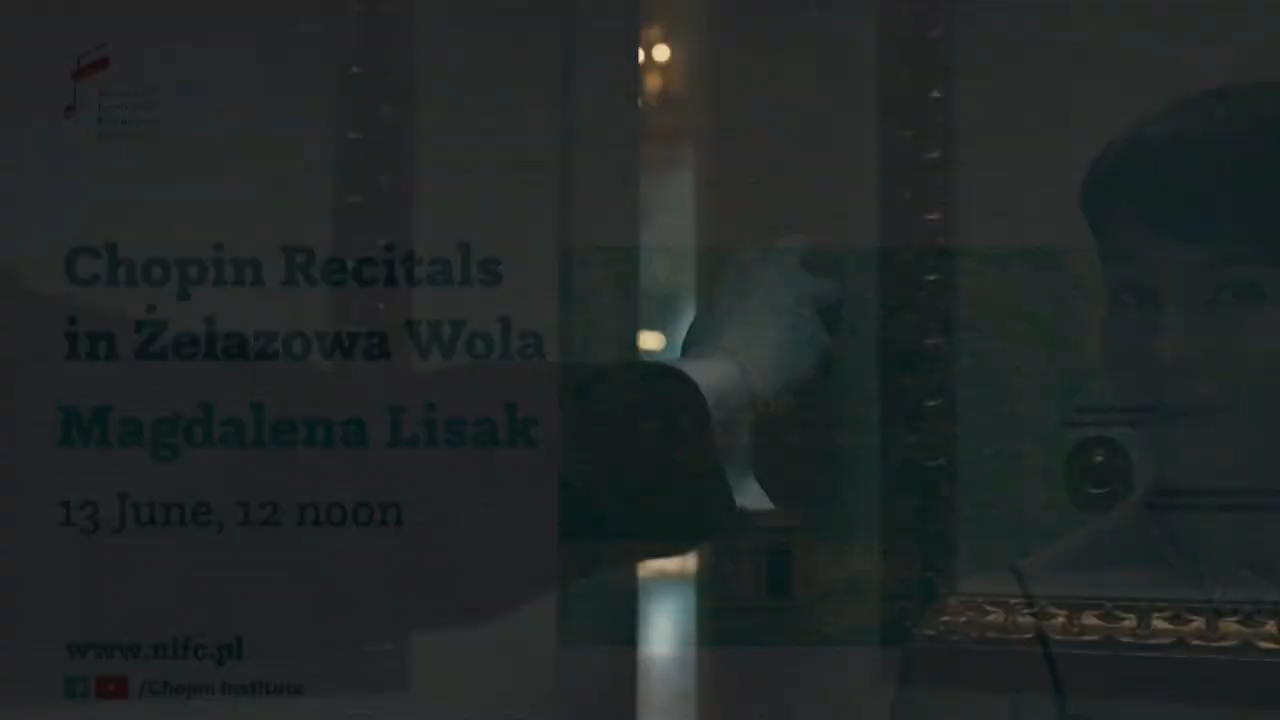 Chopin Recitals
in Żelazowa Wola
Magdalena Lisak
13 June, 12 noon
www.nifc.pl
/Chopin Institute